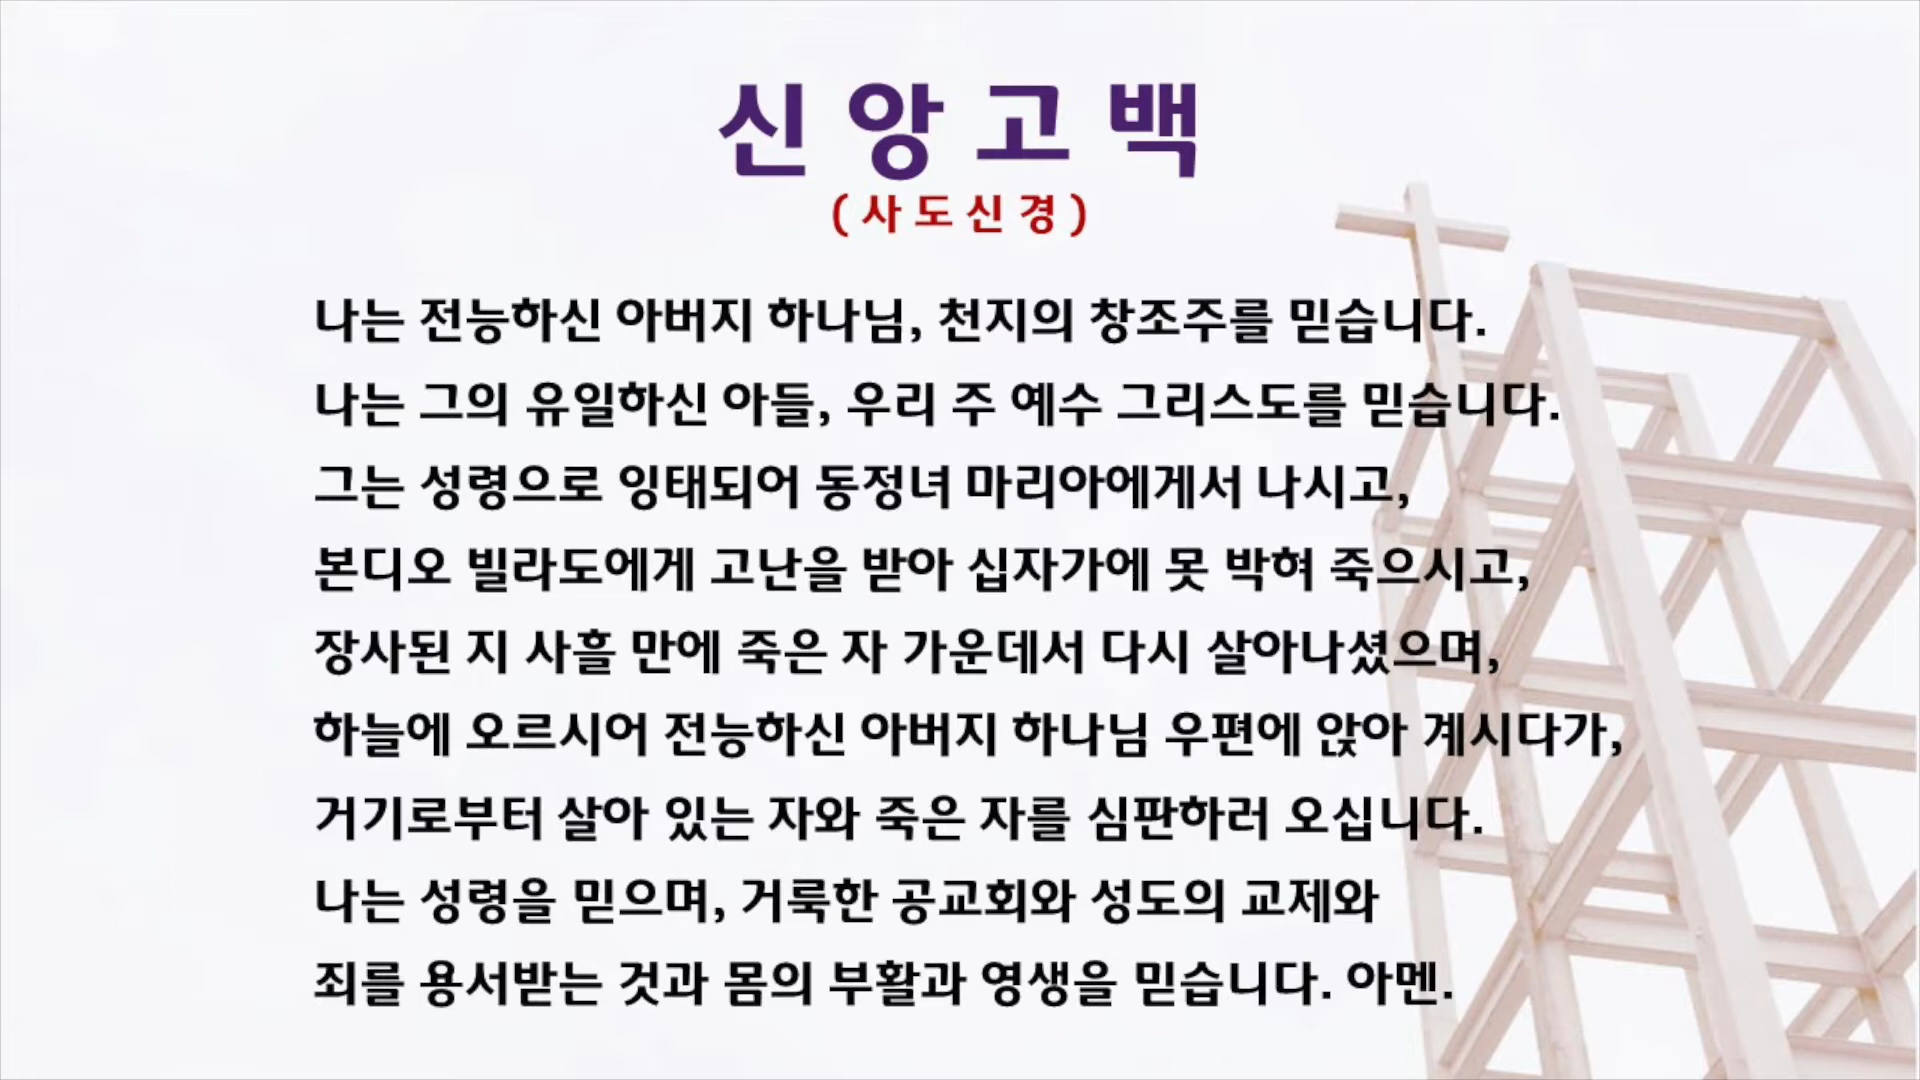 신앙고백
(사도신경)
나는 전능하신 아버지 하나님, 천지의 창조주를 믿습니다.
나는 그의 유일하신 아들, 우리 주 예수 그리스도를 믿습니다.
그는 성령으로 잉태되어 동정녀 마리아에게서 나시고,
본디오 빌라도에게 고난을 받아 십자가에 못 박혀 죽으시고,
장사된 지 사흘 만에 죽은 자 가운데서 다시 살아나셨으며,
하늘에 오르시어 전능하신 아버지 하나님 우편에 앉아 계시다가,
거기로부터 살아 있는 자와 죽은 자를 심판하러 오십니다.
나는 성령을 믿으며, 거룩한 공교회와 성도의 교제와
죄를 용서받는 것과 몸의 부활과 영생을 믿습니다. 아멘.